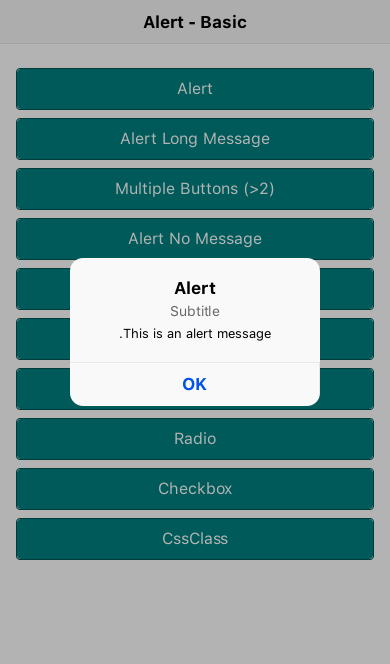 Alert - Basic
Alert
Alert Long Message
Multiple Buttons (>2)
Alert No Message
Alert
Subtitle
.This is an alert message
OK
Radio
Checkbox
CssClass